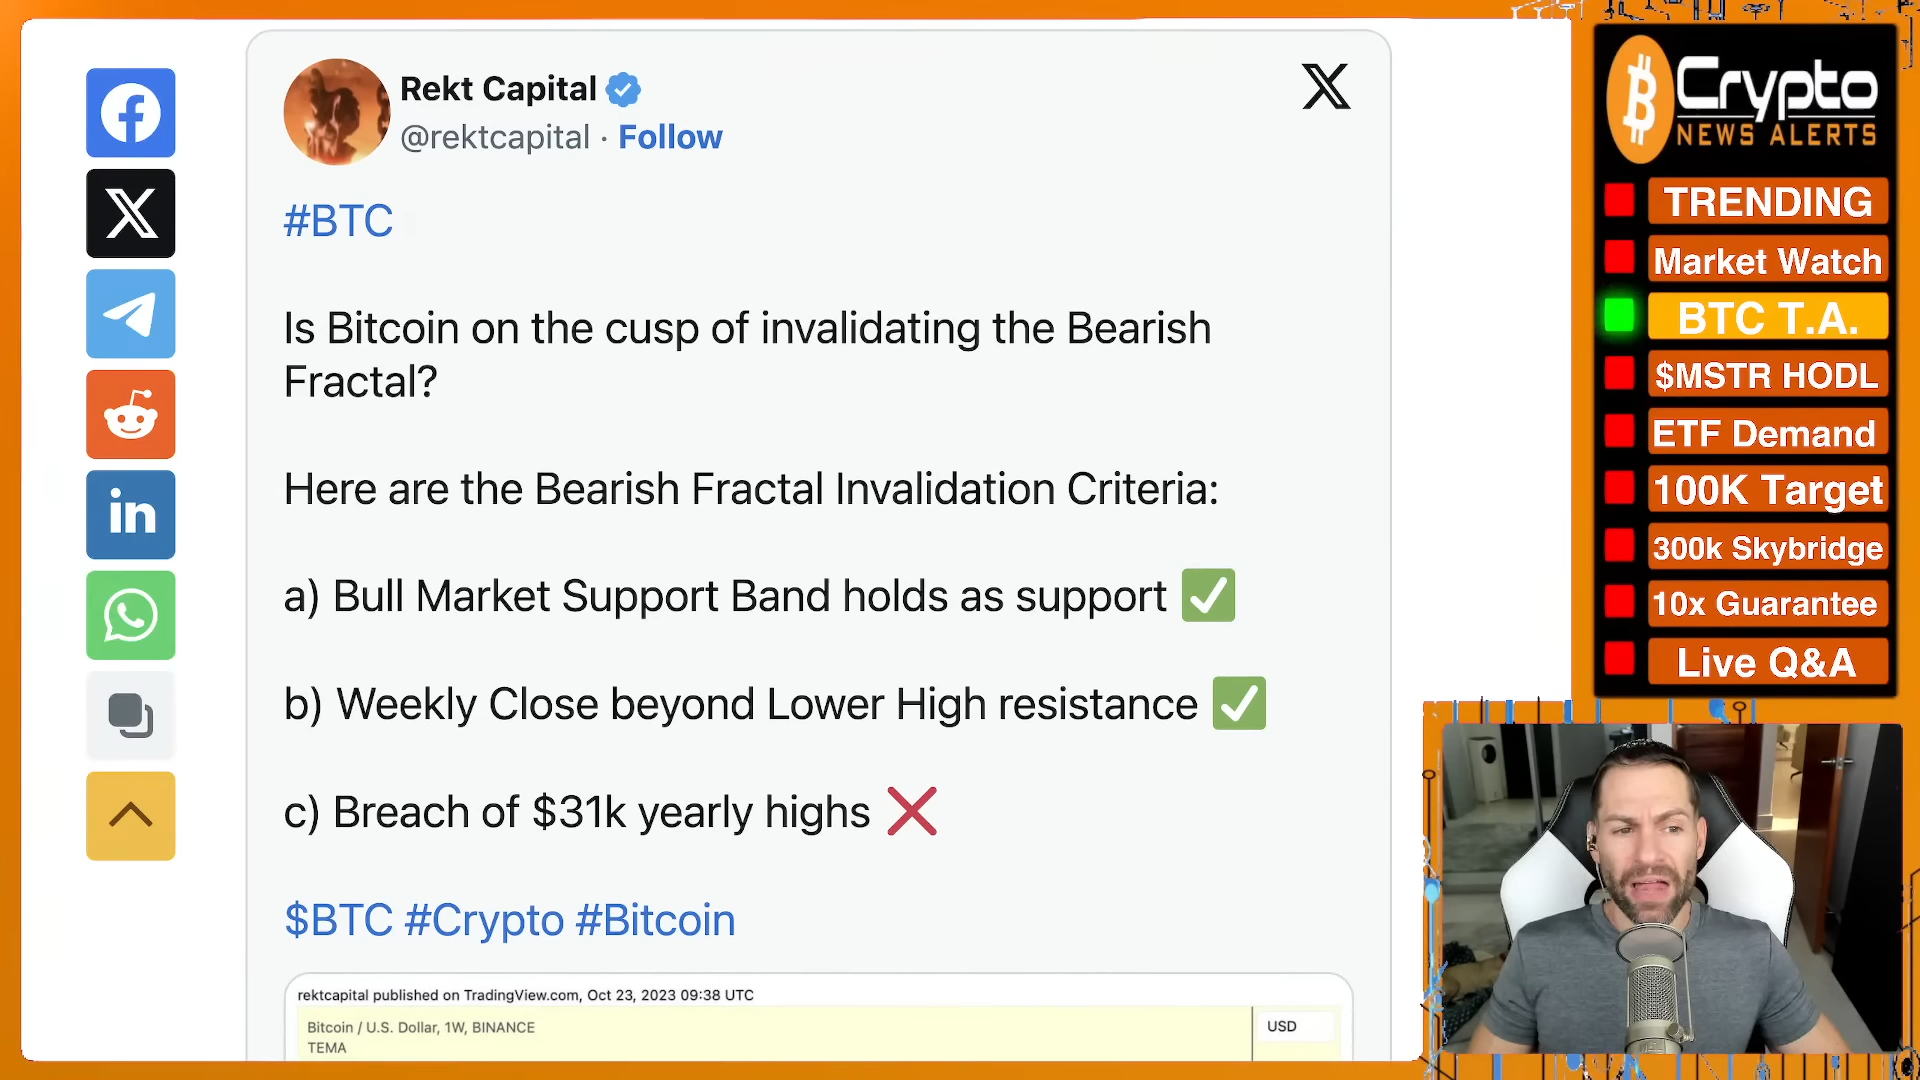 Rekt Capital
@rektcapital · Follow
#BTC
Is Bitcoin on the cusp of invalidating the Bearish
Fractal?
Here are the Bearish Fractal Invalidation Criteria:
a) Bull Market Support Band holds as support ✅
b) Weekly Close beyond Lower High resistance ✅
c) Breach of $31k yearly highs ❌
$BTC #Crypto #Bitcoin
rektcapital published on TradingView.com, Oct 23, 2023 09:38 UTC
Bitcoin / U.S. Dollar, 1W, BINANCE
USD
TEMA
in
Crypto
NEWS ALERTS
TRENDING
Market Watch
BTC T.A.
$MSTR HODL
ETF Demand
100K Target
300k Skybridge
10x Guarantee
Live Q&A